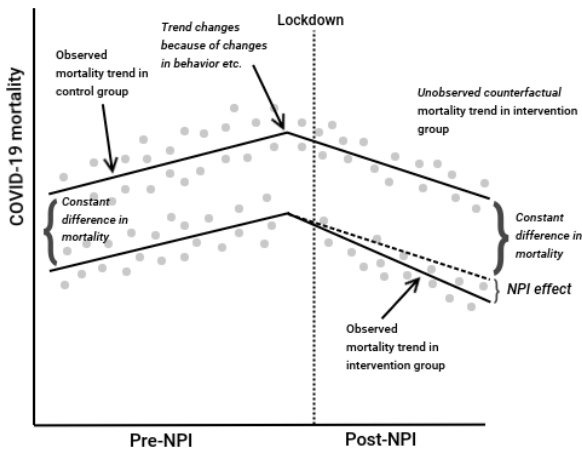 Lockdown
Trend changes
because of changes
in behavior etc.
Observed
mortality trend in
control group
Unobserved counterfactual
mortality trend in intervention
group
COVID-19 mortality
Constant
difference in
mortality
Constant
difference in
mortality
NPI effect
Observed
mortality trend in
intervention group
Pre-NPI
Post-NPI